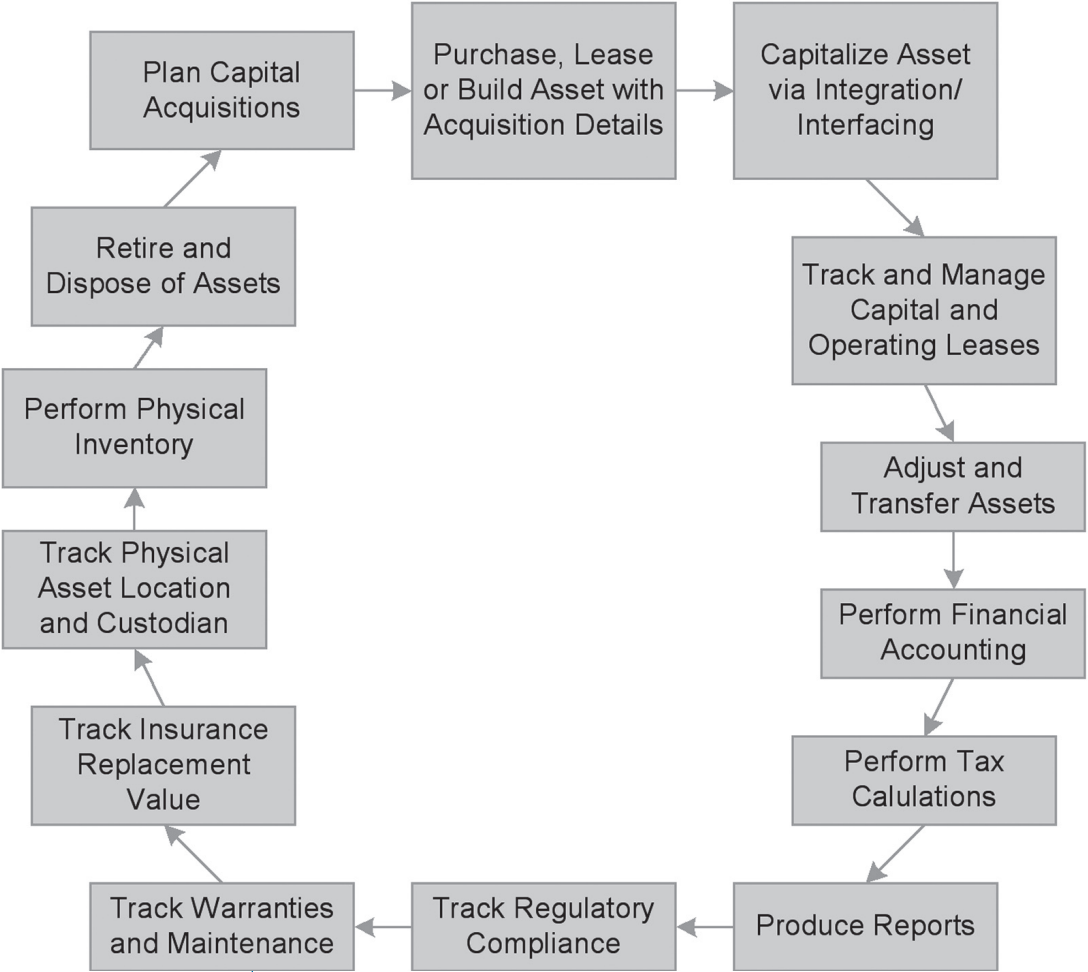 Plan Capital
Acquisitions
Purchase, Lease
or Build Asset with
Acquisition Details
Capitalize Asset
via Integration/
Interfacing
Track and Manage
Capital and
Operating Leases
Adjust and
Transfer Assets
Perform Financial
Accounting
Perform Tax
Calulations
Produce Reports
Track Regulatory
Compliance
Track Warranties
and Maintenance
Track Insurance
Replacement
Value
Track Physical
Asset Location
and Custodian
Perform Physical
Inventory
Retire and
Dispose of Assets